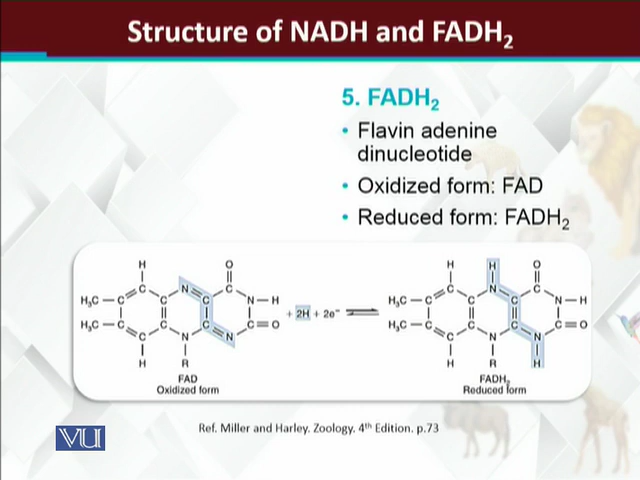 Structure of NADH and FADH₂
5. FADH₂
• Flavin adenine
dinucleotide
• Oxidized form: FAD
• Reduced form: FADH₂
H O H H O
H₃C C C N C C N H + 2H + 2e⁻ H₃C C C N C C N H
H₃C C C N C N C O H₃C C C N C N C O
H R H R H
FAD FADH₂
Oxidized form Reduced form
Ref. Miller and Harley. Zoology. 4th Edition. p.73
VU